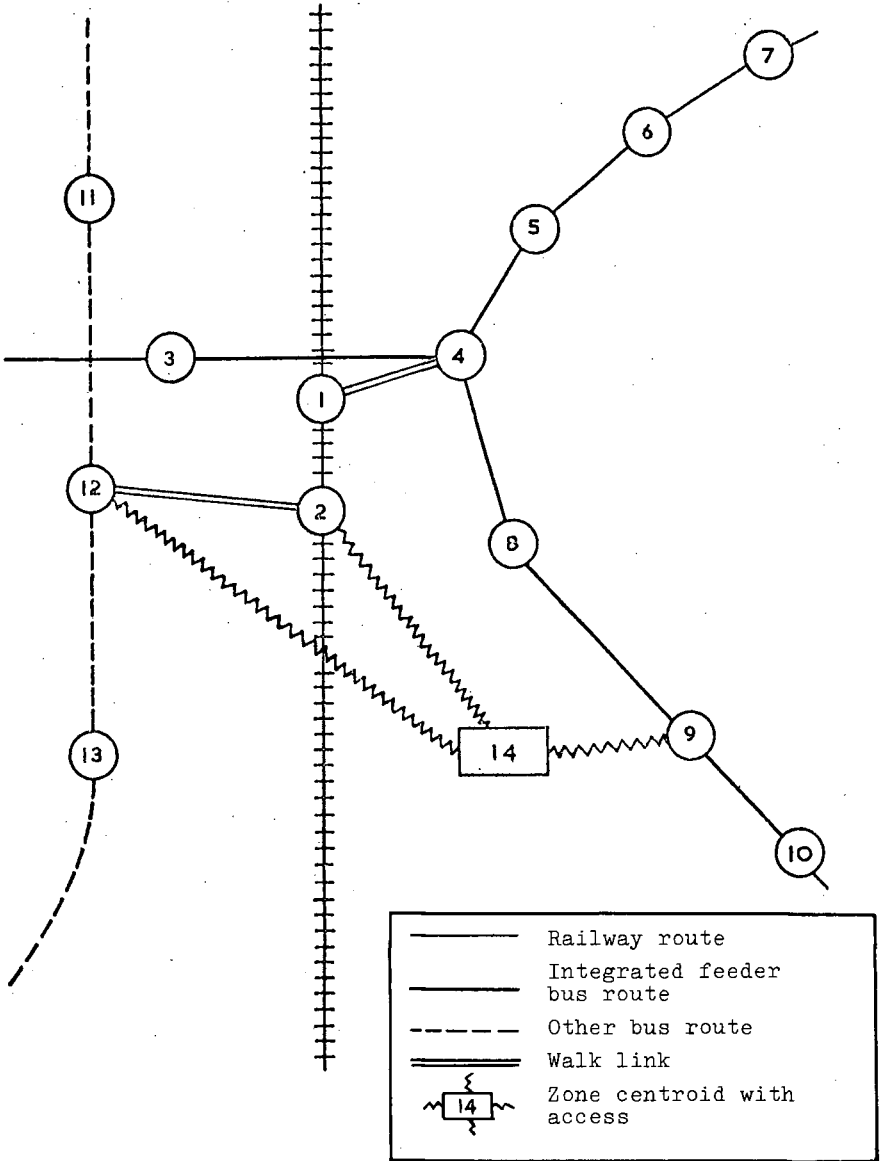 7
6
11
5
3
4
1
12
2
8
14
9
13
10
Railway route
Integrated feeder
bus route
Other bus route
Walk link
14
Zone centroid with
access